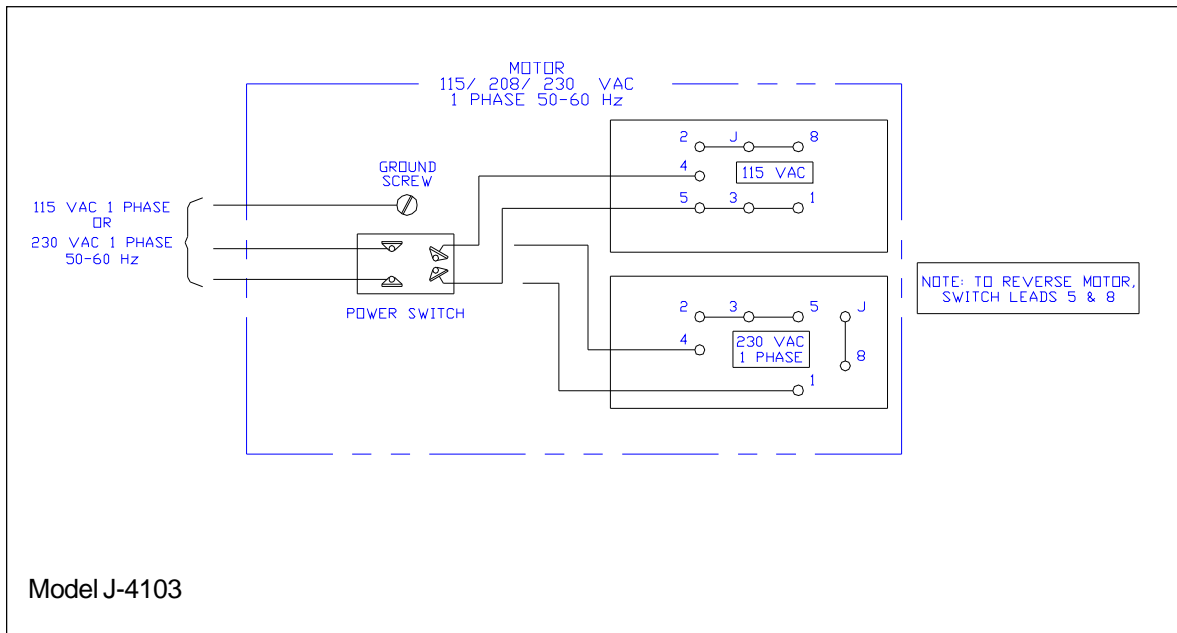 MOTOR
115/ 208/ 230 VAC
1 PHASE 50-60 Hz
2 J 8
4
115 VAC
5 3 1
GROUND
SCREW
115 VAC 1 PHASE
OR
230 VAC 1 PHASE
50-60 Hz
POWER SWITCH
2 3 5 J
4
230 VAC
1 PHASE
8
1
NOTE: TO REVERSE MOTOR,
SWITCH LEADS 5 & 8
Model J-4103